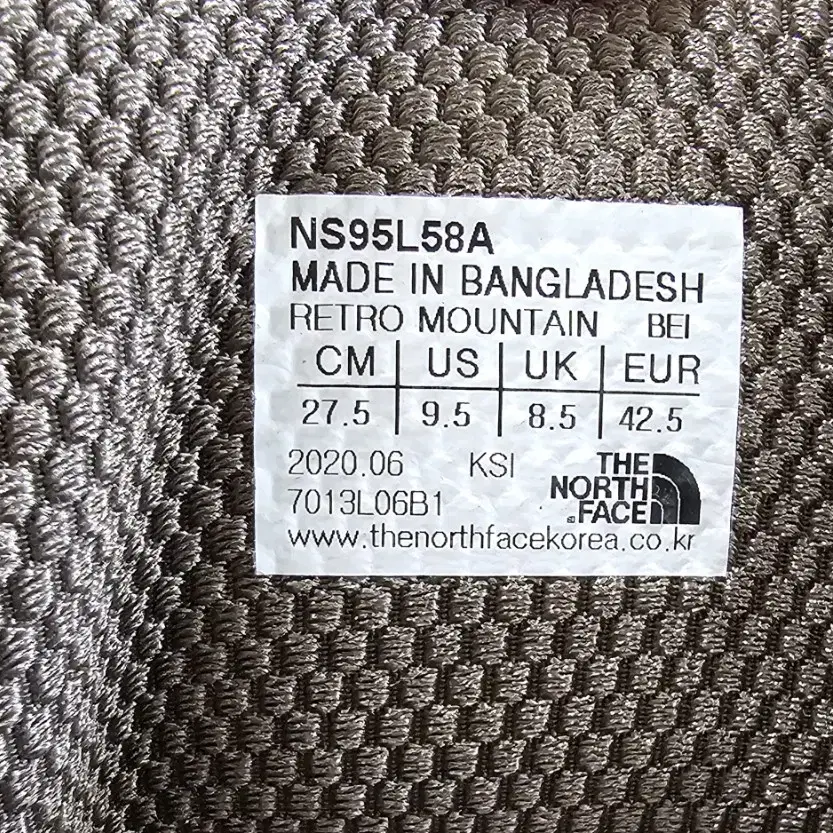 NS95L58A
MADE IN BANGLADESH
RETRO MOUNTAIN BEI
CM US UK EUR
27.5 9.5 8.5 42.5
2020.06 KSI
7013L06B1
THE
NORTH
FACE
www.thenorthfacekorea.co.kr